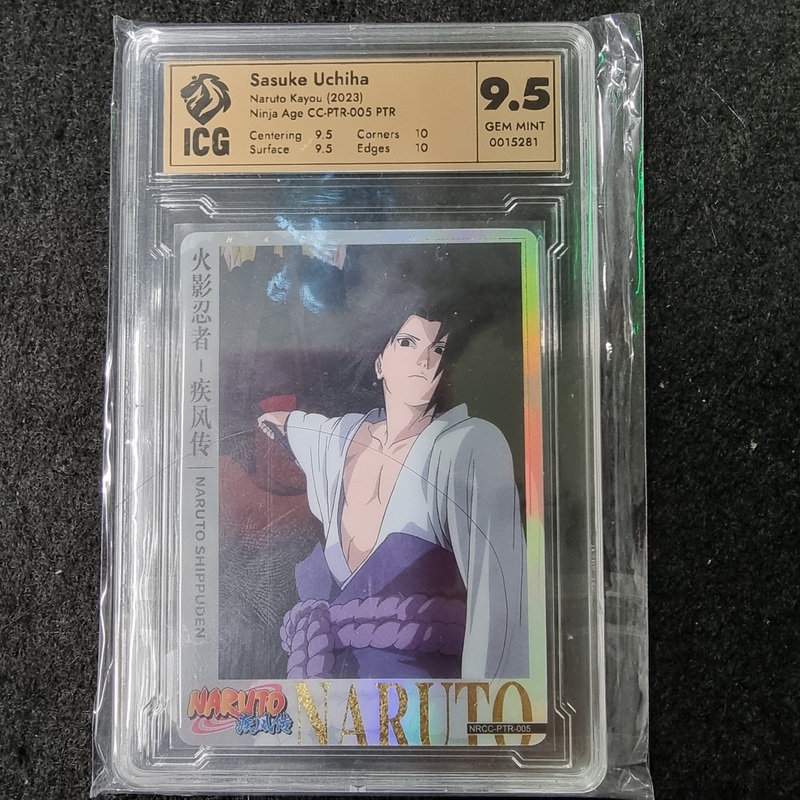 ICG
Sasuke Uchiha
Naruto Kayou (2023)
Ninja Age CC-PTR-005 PTR
Centering 9.5 Corners 10
Surface 9.5 Edges 10
9.5
GEM MINT
0015281
火影忍者-疾风传
NARUTO SHIPPUDEN
NARUTO
疾风传
NARUTO
NRCC-PTR-005